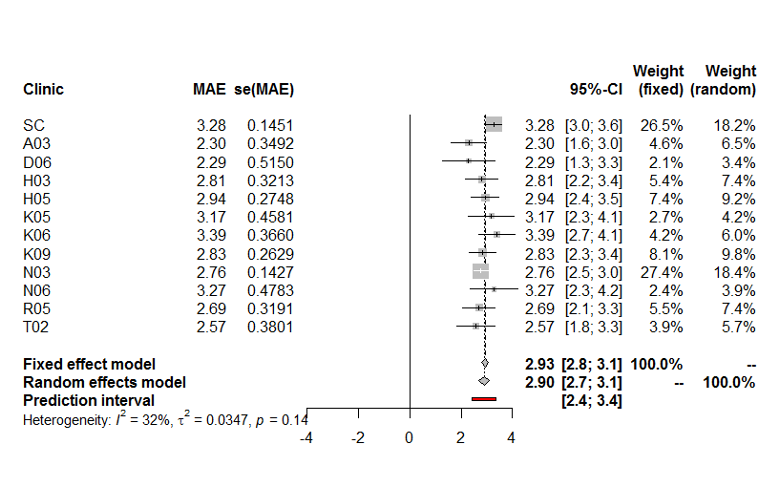 Weight Weight
Clinic MAE se(MAE) 95%-CI (fixed) (random)
SC 3.28 0.1451 3.28 [3.0; 3.6] 26.5% 18.2%
A03 2.30 0.3492 2.30 [1.6; 3.0] 4.6% 6.5%
D06 2.29 0.5150 2.29 [1.3; 3.3] 2.1% 3.4%
H03 2.81 0.3213 2.81 [2.2; 3.4] 5.4% 7.4%
H05 2.94 0.2748 2.94 [2.4; 3.5] 7.4% 9.2%
K05 3.17 0.4581 3.17 [2.3; 4.1] 2.7% 4.2%
K06 3.39 0.3660 3.39 [2.7; 4.1] 4.2% 6.0%
K09 2.83 0.2629 2.83 [2.3; 3.4] 8.1% 9.8%
N03 2.76 0.1427 2.76 [2.5; 3.0] 27.4% 18.4%
N06 3.27 0.4783 3.27 [2.3; 4.2] 2.4% 3.9%
R05 2.69 0.3191 2.69 [2.1; 3.3] 5.5% 7.4%
T02 2.57 0.3801 2.57 [1.8; 3.3] 3.9% 5.7%
Fixed effect model 2.93 [2.8; 3.1] 100.0% --
Random effects model 2.90 [2.7; 3.1] -- 100.0%
Prediction interval [2.4; 3.4]
Heterogeneity: I² = 32%, τ² = 0.0347, p = 0.14
-4 -2 0 2 4